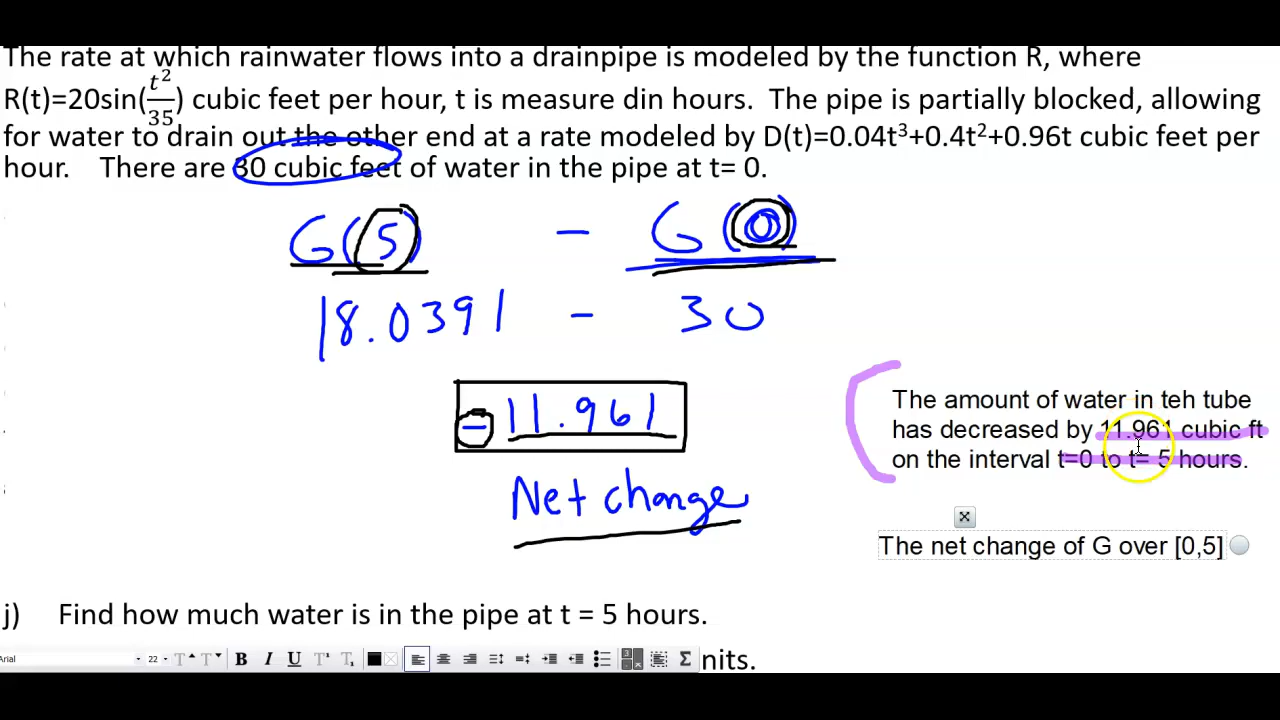 The rate at which rainwater flows into a drainpipe is modeled by the function R, where
R(t)=20sin(t²/35) cubic feet per hour, t is measure din hours. The pipe is partially blocked, allowing
for water to drain out the other end at a rate modeled by D(t)=0.04t³+0.4t²+0.96t cubic feet per
hour. There are 30 cubic feet of water in the pipe at t= 0.
G(5) - G(0)
18.0391 - 30
- 11.961
Net change
The amount of water in teh tube
has decreased by 11.961 cubic ft
on the interval t=0 to t= 5 hours.
The net change of G over [0,5]
j) Find how much water is in the pipe at t = 5 hours.
Arial 22 T T B I U T¹ T₁ Σ nits.